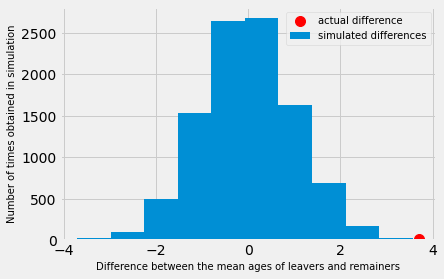 actual difference
simulated differences
Number of times obtained in simulation
2500
2000
1500
1000
500
0
−4
−2
0
2
4
Difference between the mean ages of leavers and remainers